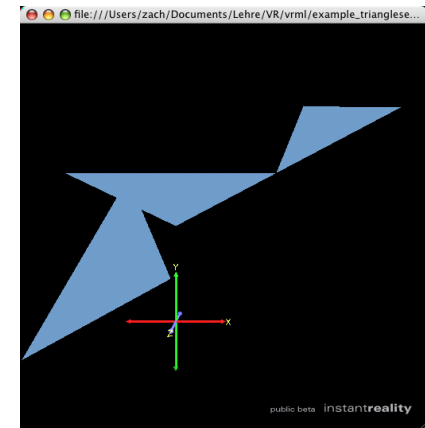 file:///Users/zach/Documents/Lehre/VR/vrml/example_trianglese...
Y
X
Z
public beta instantreality